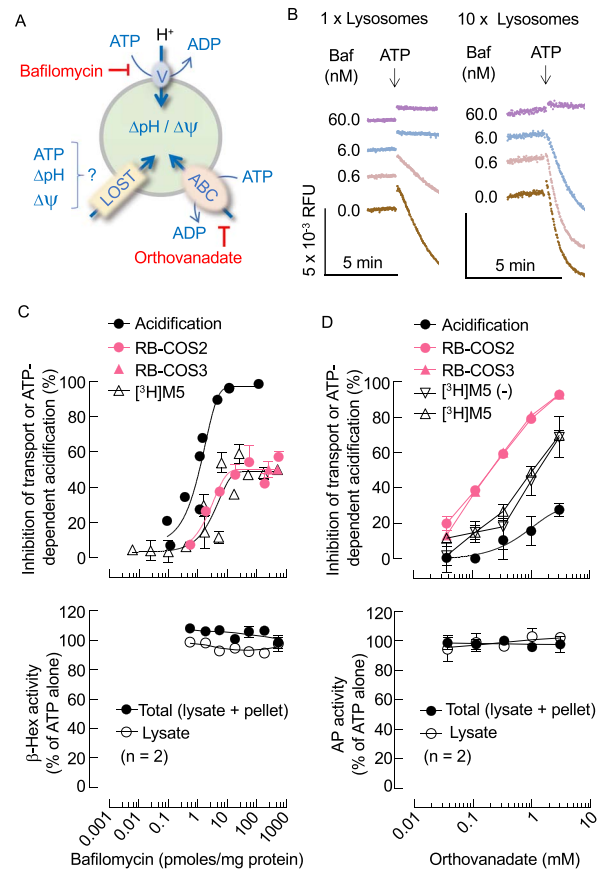 A
ATP
H⁺
ADP
Bafilomycin
V
ΔpH / Δψ
ATP
ΔpH
Δψ
?
LOST
ABC
ATP
ADP
Orthovanadate
B
1 x Lysosomes
10 x Lysosomes
Baf
(nM)
ATP
Baf
(nM)
ATP
60.0
6.0
0.6
0.0
60.0
6.0
0.6
0.0
5 x 10⁻³ RFU
5 min
5 min
C
Acidification
RB-COS2
RB-COS3
[³H]M5
Inhibition of transport or ATP-
dependent acidification (%)
100
80
60
40
20
0
D
Acidification
RB-COS2
RB-COS3
[³H]M5 (-)
[³H]M5
Inhibition of transport or ATP-
dependent acidification (%)
100
80
60
40
20
0
β-Hex activity
(% of ATP alone)
120
100
80
60
40
20
0
Total (lysate + pellet)
Lysate
(n = 2)
0.001
0.01
0.1
1
10
100
1000
Bafilomycin (pmoles/mg protein)
AP activity
(% of ATP alone)
120
100
80
60
40
20
0
Total (lysate + pellet)
Lysate
(n = 2)
0.01
0.1
1
10
Orthovanadate (mM)